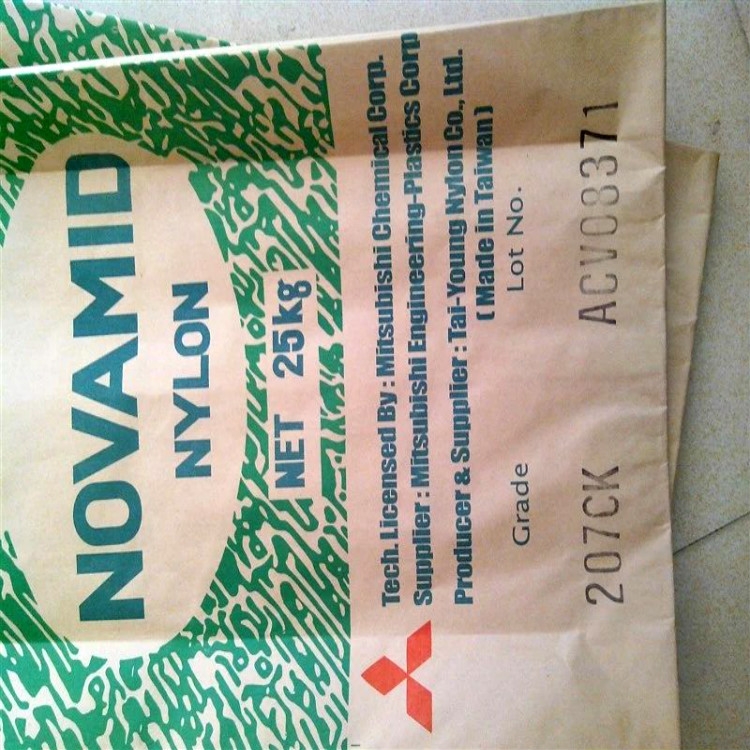 NOVAMID
NYLON
NET 25kg
Tech. Licensed By : Mitsubishi Chemical Corp.
Supplier : Mitsubishi Engineering-Plastics Corp
Producer & Supplier : Tai-Young Nylon Co., Ltd.
( Made in Taiwan )
Grade Lot No.
207CK ACV08371